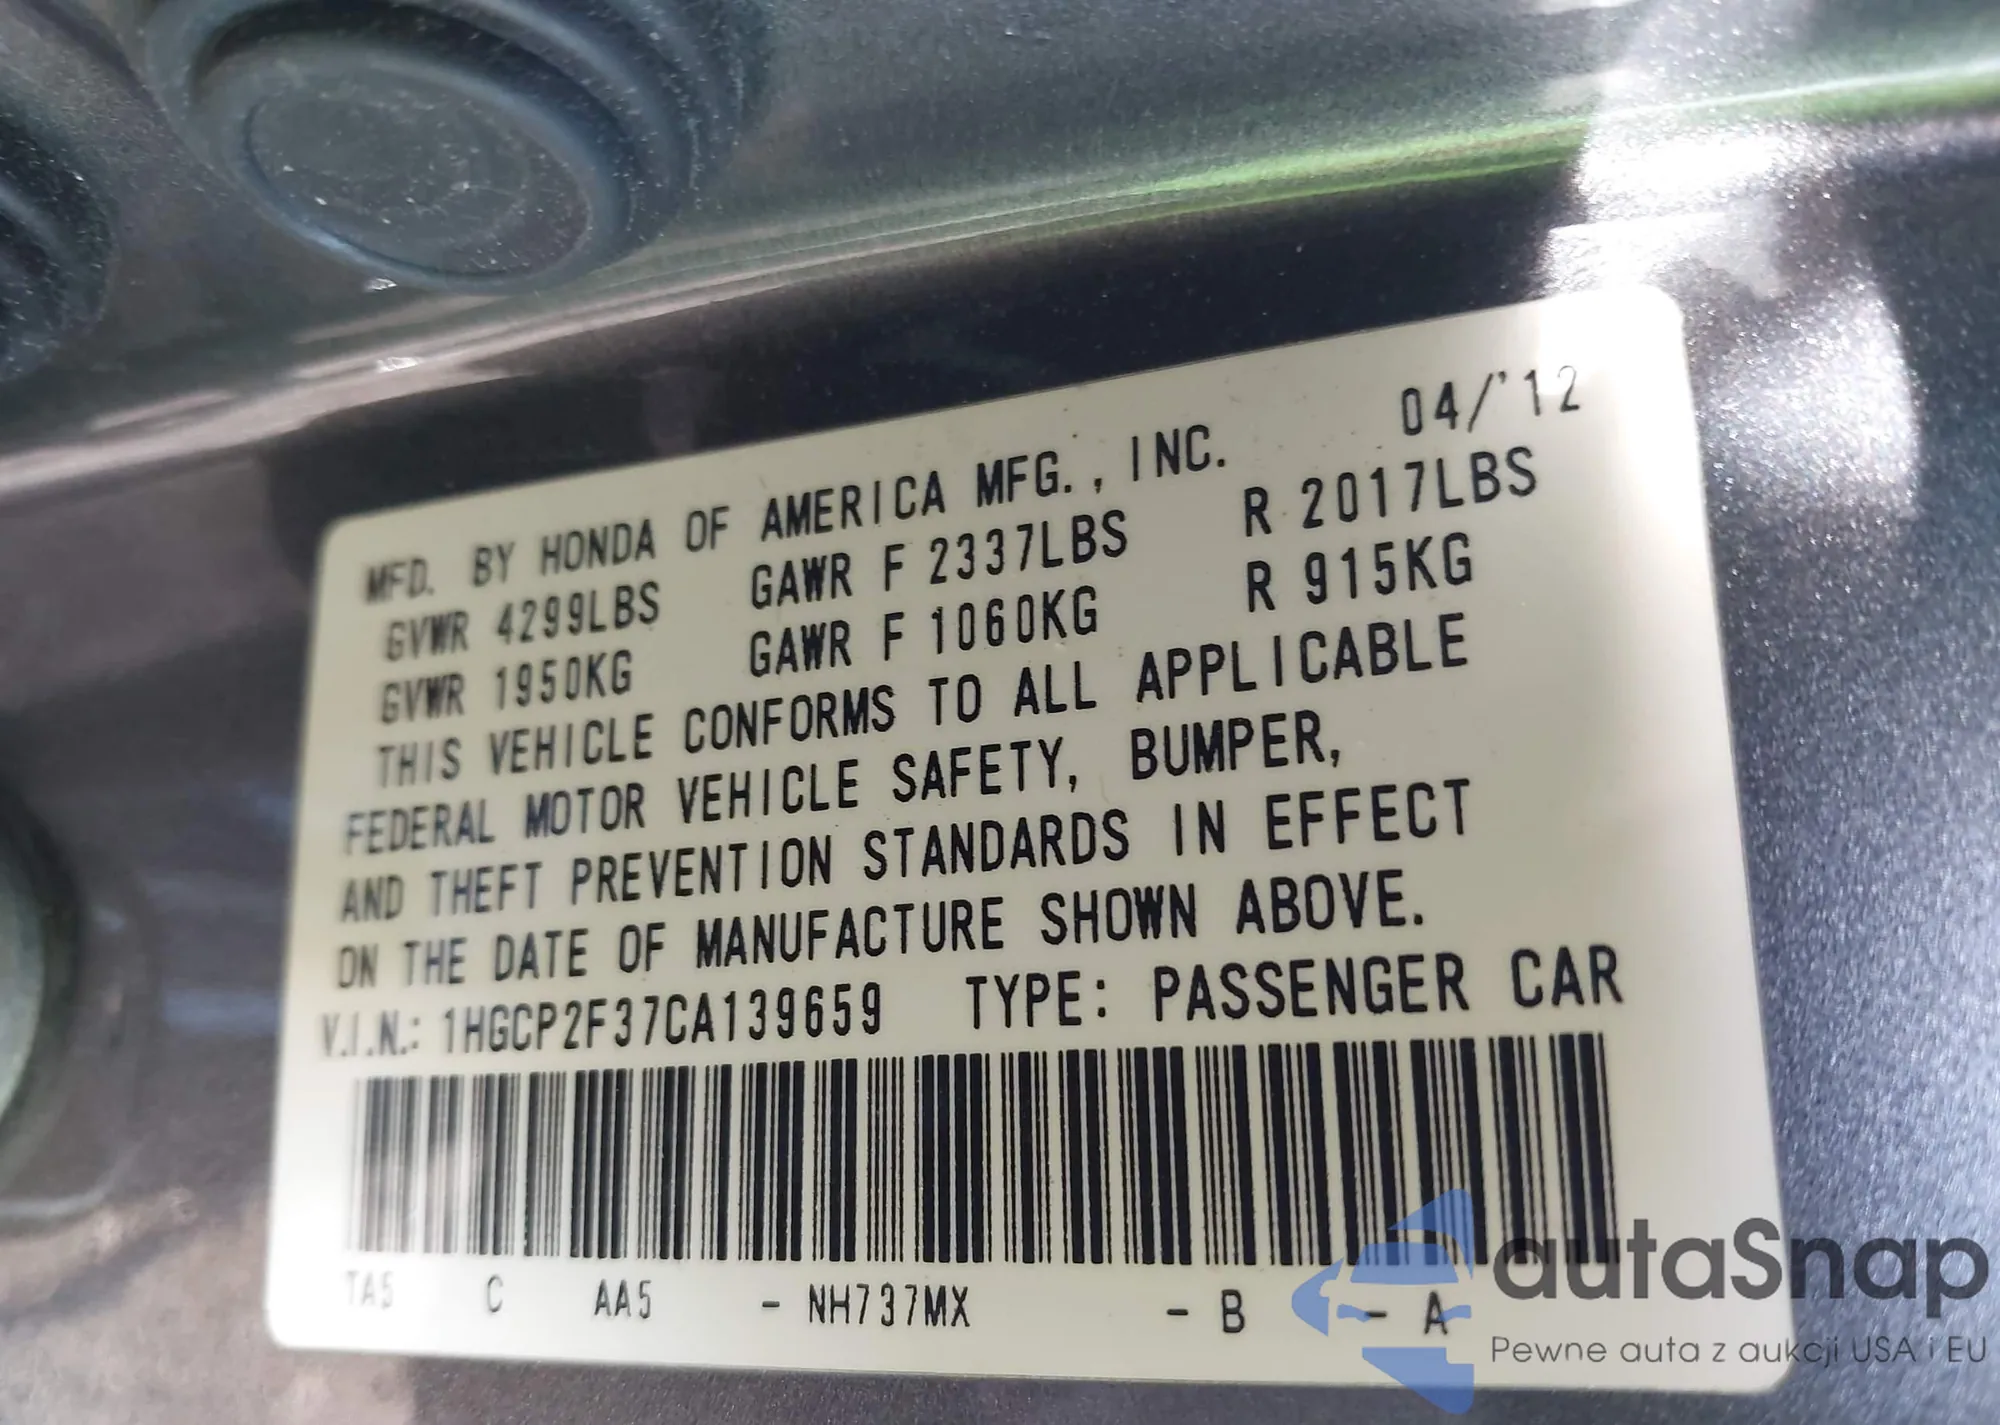 04/'12
MFD. BY HONDA OF AMERICA MFG., INC.
GVWR 4299LBS GAWR F 2337LBS R 2017LBS
GVWR 1950KG GAWR F 1060KG R 915KG
THIS VEHICLE CONFORMS TO ALL APPLICABLE
FEDERAL MOTOR VEHICLE SAFETY, BUMPER,
AND THEFT PREVENTION STANDARDS IN EFFECT
ON THE DATE OF MANUFACTURE SHOWN ABOVE.
V.I.N.: 1HGCP2F37CA139659 TYPE: PASSENGER CAR
TA5 C AA5 - NH737MX - B - A
autaSnap
Pewne auta z aukcji USA i EU